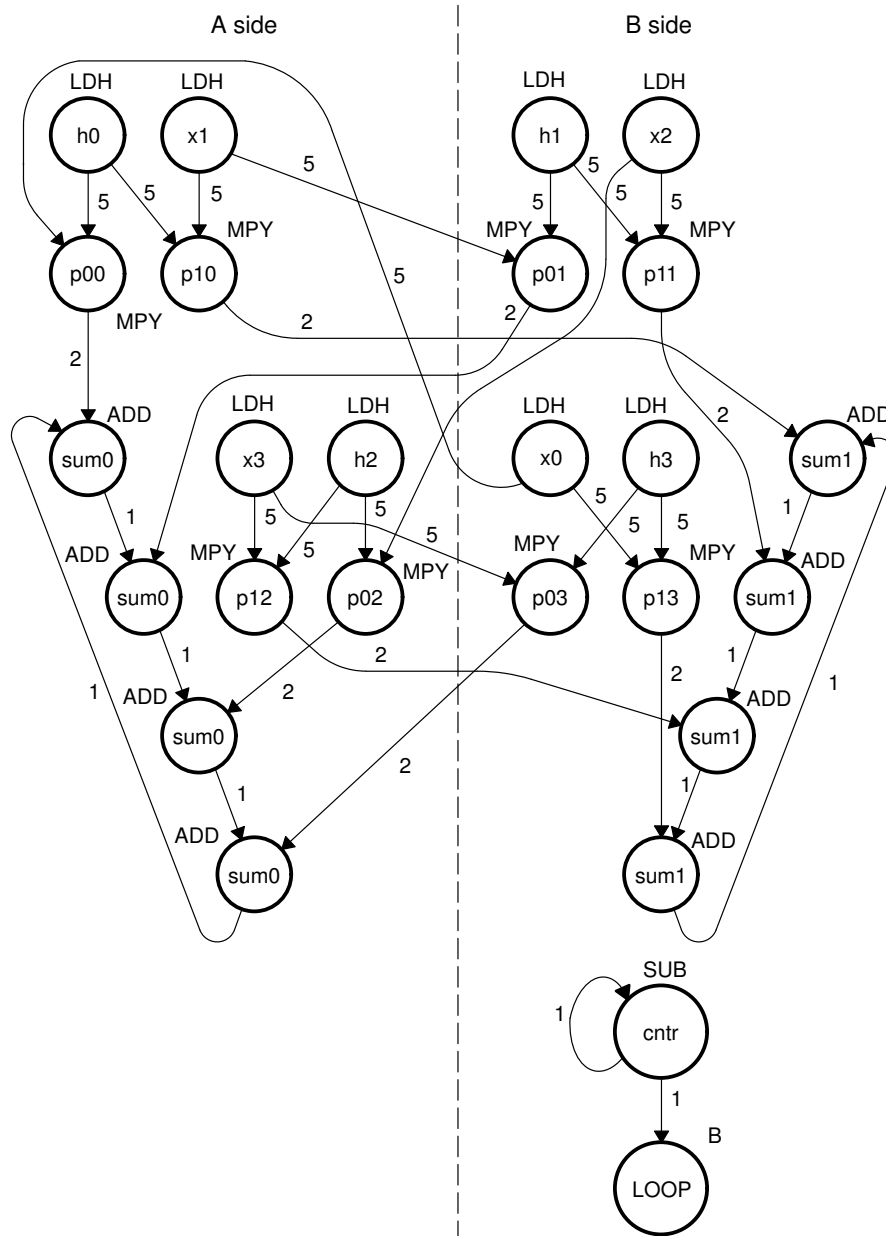 A side B side
LDH LDH LDH LDH
h0 x1 h1 x2
5 5 5
5 5 5 5 5 5
MPY MPY MPY
p00 p10 5 p01 p11
MPY 2 2
2
LDH LDH LDH LDH
ADD 2 ADD
sum0 x3 h2 x0 h3 sum1
5 5 5 1
1 5 5 5 5
ADD MPY MPY MPY MPY ADD
sum0 p12 p02 p03 p13 sum1
1 2 2 1
1 ADD 2 1 ADD
sum0 sum1
1 2 1
ADD ADD
sum0 sum1
SUB
1 cntr
1
B
LOOP